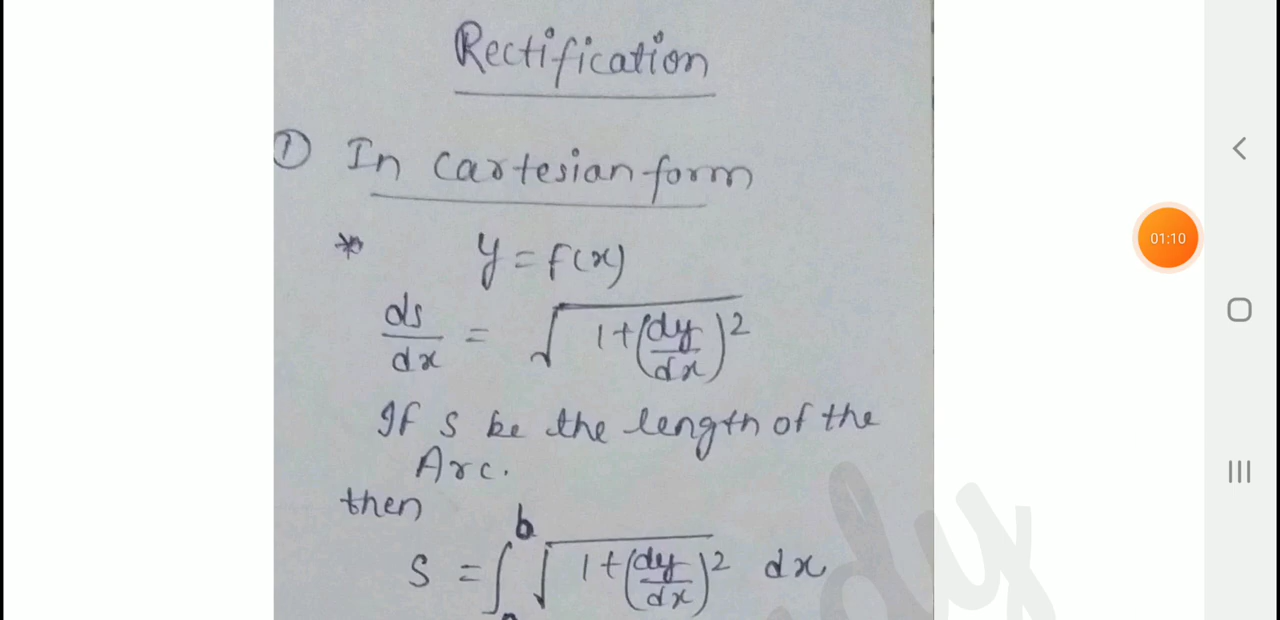 Rectification
① In cartesian form
* y = f(x)
ds/dx = √(1+(dy/dx)²)
If s be the length of the
Arc.
then
S = ∫ᵇ √(1+(dy/dx)²) dx
01:10